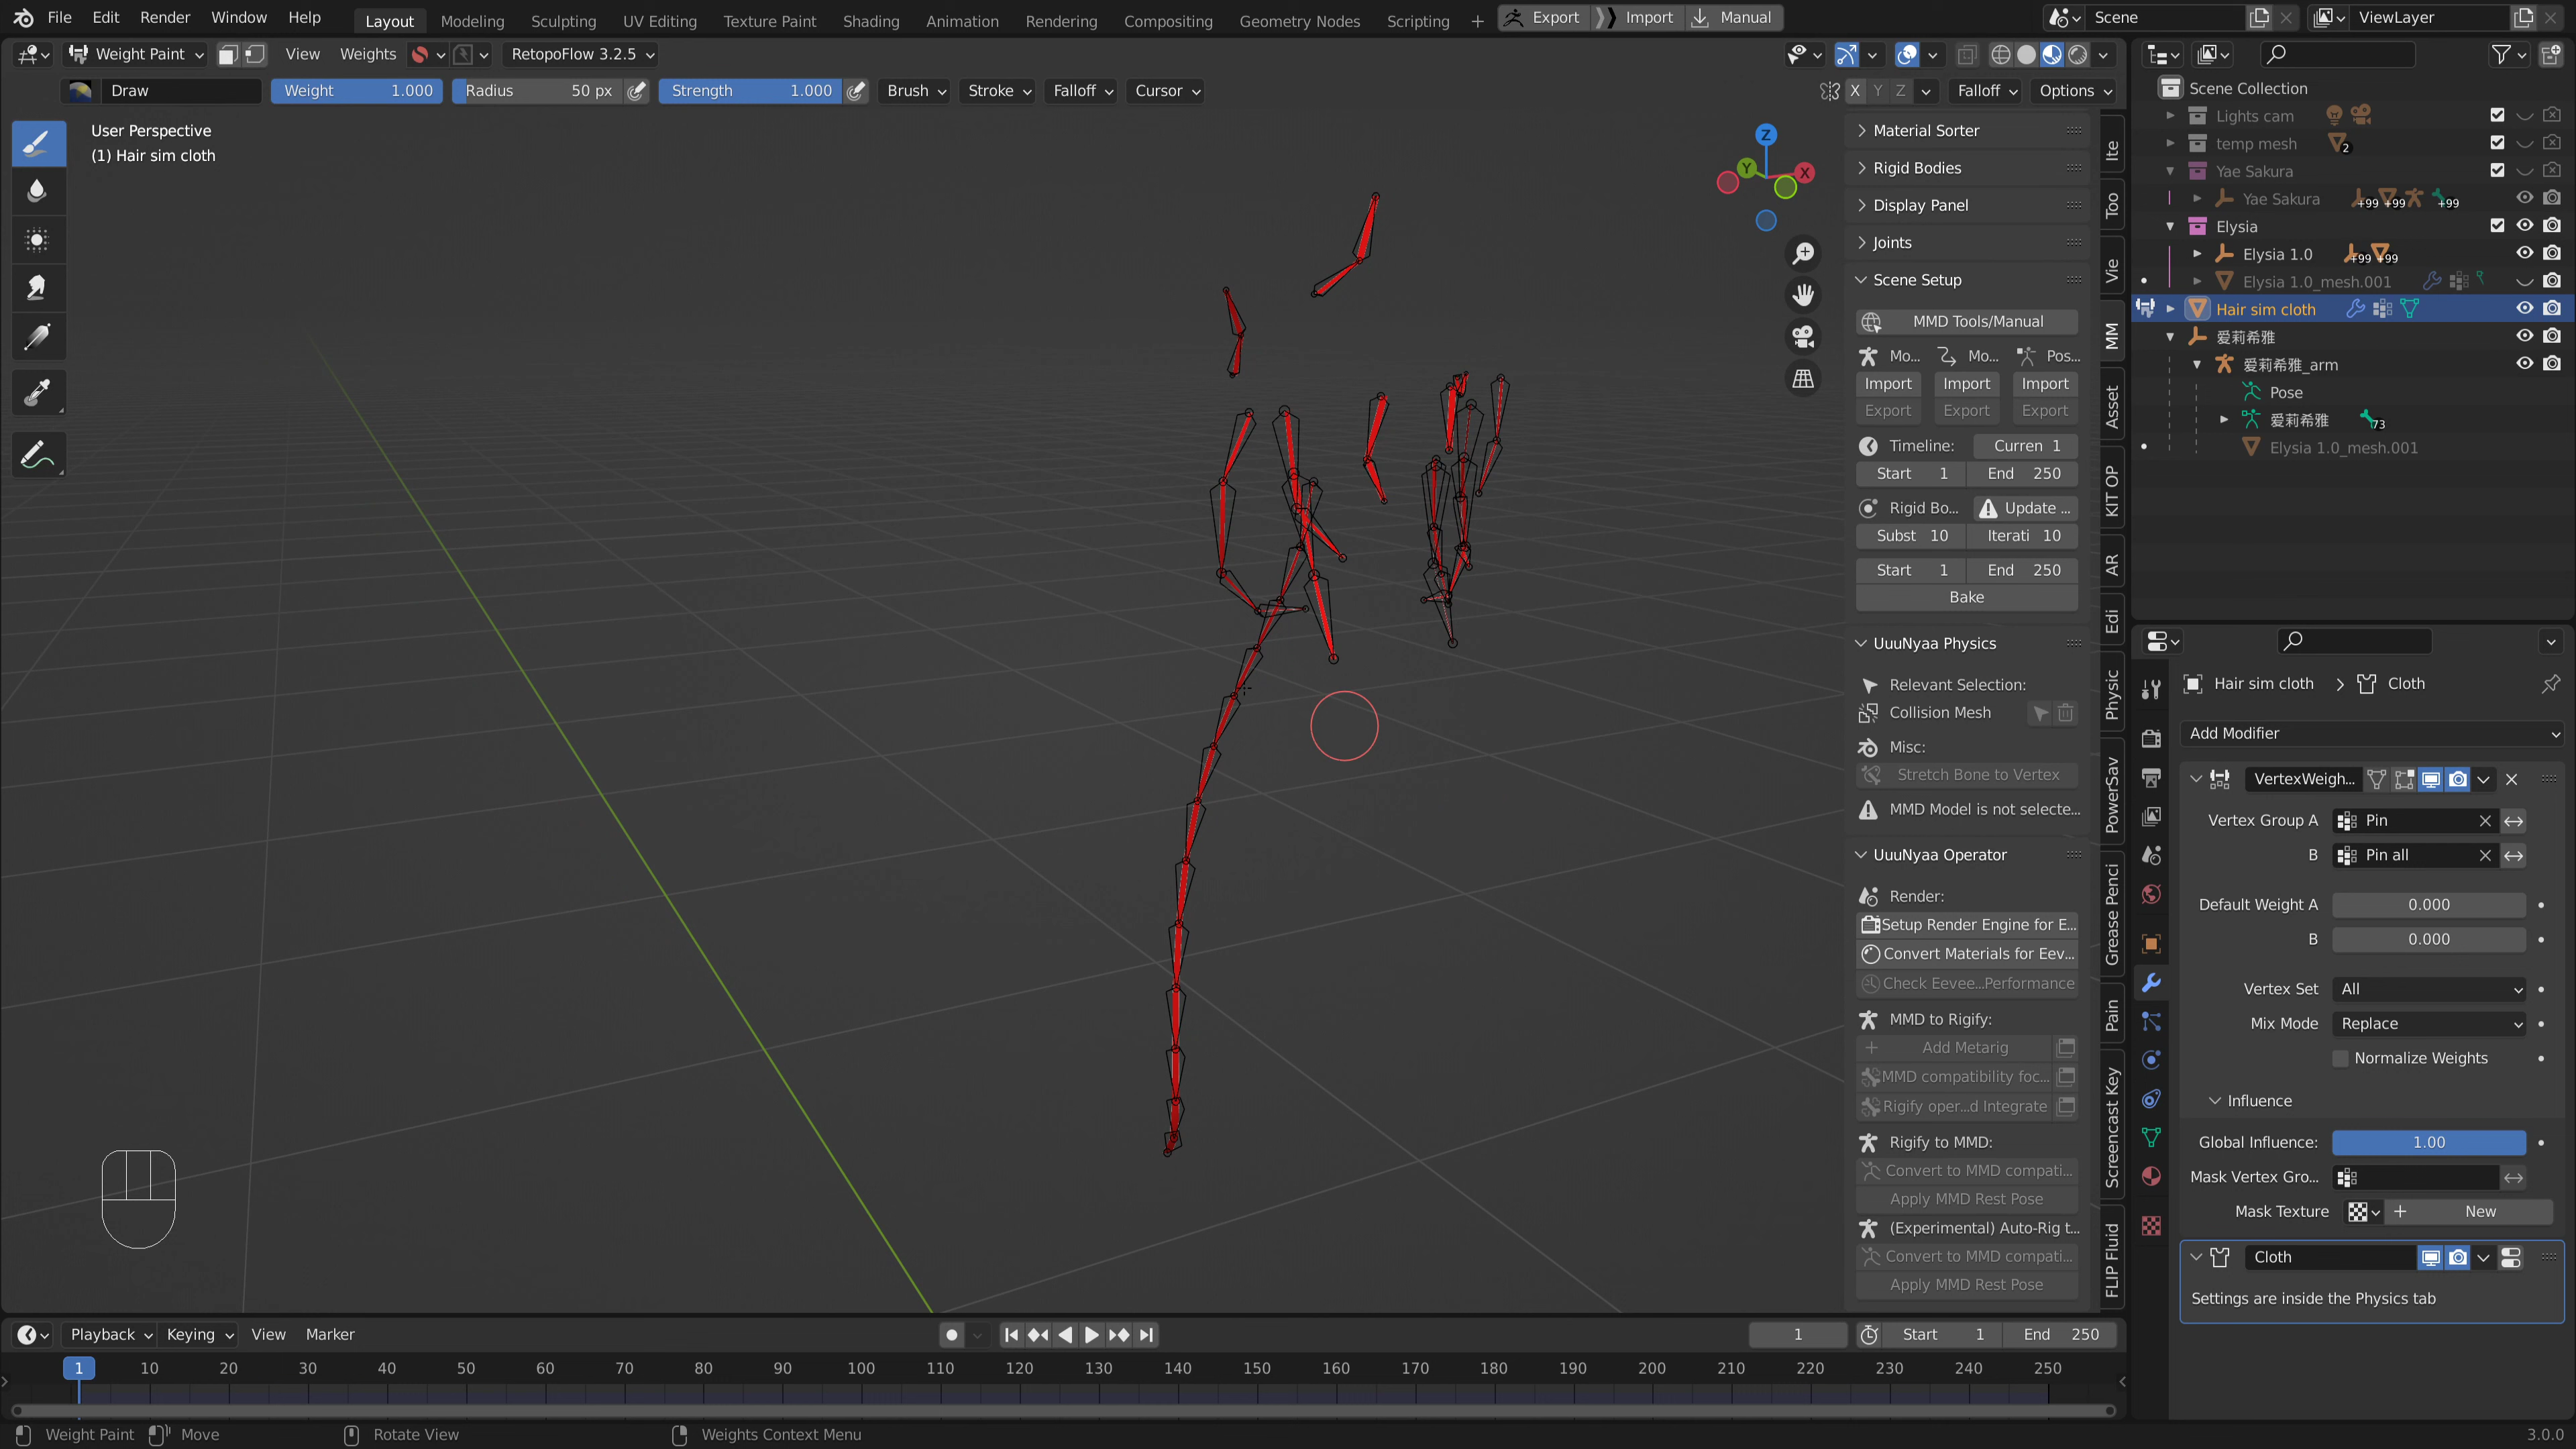 File Edit Render Window Help Layout Modeling Sculpting UV Editing Texture Paint Shading Animation Rendering Compositing Geometry Nodes Scripting + Export Import Manual Scene ViewLayer
Weight Paint View Weights RetopoFlow 3.2.5
Draw Weight 1.000 Radius 50 px Strength 1.000 Brush Stroke Falloff Cursor X Y Z Falloff Options
User Perspective
(1) Hair sim cloth
Z
Y
X
Material Sorter
Rigid Bodies
Display Panel
Joints
Scene Setup
MMD Tools/Manual
Mo... Mo... Pos...
Import Import Import
Export Export Export
Timeline: Curren 1
Start 1 End 250
Rigid Bo... Update ...
Subst 10 Iterati 10
Start 1 End 250
Bake
UuuNyaa Physics
Relevant Selection:
Collision Mesh
Misc:
Stretch Bone to Vertex
MMD Model is not selecte...
UuuNyaa Operator
Render:
Setup Render Engine for E...
Convert Materials for Eev...
Check Eevee...Performance
MMD to Rigify:
Add Metarig
MMD compatibility foc...
Rigify oper...d Integrate
Rigify to MMD:
Convert to MMD compati...
Apply MMD Rest Pose
(Experimental) Auto-Rig t...
Convert to MMD compati...
Apply MMD Rest Pose
Ite
Too
Vie
MM
Asset
KIT OP
AR
Edi
Physic
PowerSav
Grease Penci
Pain
Screencast Key
FLIP Fluid
Scene Collection
Lights cam
temp mesh 2
Yae Sakura
Yae Sakura +99 +99 +99
Elysia
Elysia 1.0 +99 +99
Elysia 1.0_mesh.001
Hair sim cloth
爱莉希雅
爱莉希雅_arm
Pose
爱莉希雅 73
Elysia 1.0_mesh.001
Hair sim cloth > Cloth
Add Modifier
VertexWeigh...
Vertex Group A Pin
B Pin all
Default Weight A 0.000
B 0.000
Vertex Set All
Mix Mode Replace
Normalize Weights
Influence
Global Influence: 1.00
Mask Vertex Gro...
Mask Texture + New
Cloth
Settings are inside the Physics tab
Playback Keying View Marker 1 Start 1 End 250
1 10 20 30 40 50 60 70 80 90 100 110 120 130 140 150 160 170 180 190 200 210 220 230 240 250
Weight Paint Move Rotate View Weights Context Menu 3.0.0